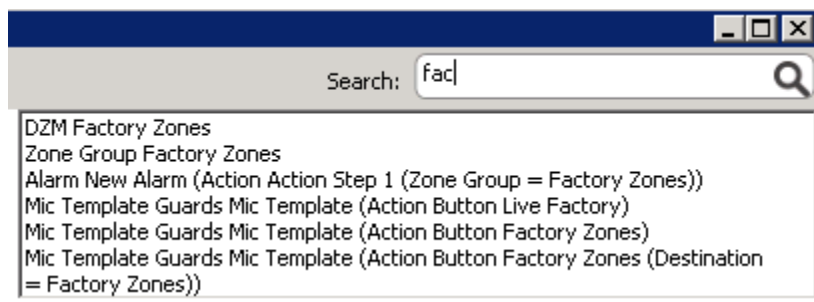 Search: fac
DZM Factory Zones
Zone Group Factory Zones
Alarm New Alarm (Action Action Step 1 (Zone Group = Factory Zones))
Mic Template Guards Mic Template (Action Button Live Factory)
Mic Template Guards Mic Template (Action Button Factory Zones)
Mic Template Guards Mic Template (Action Button Factory Zones (Destination
= Factory Zones))